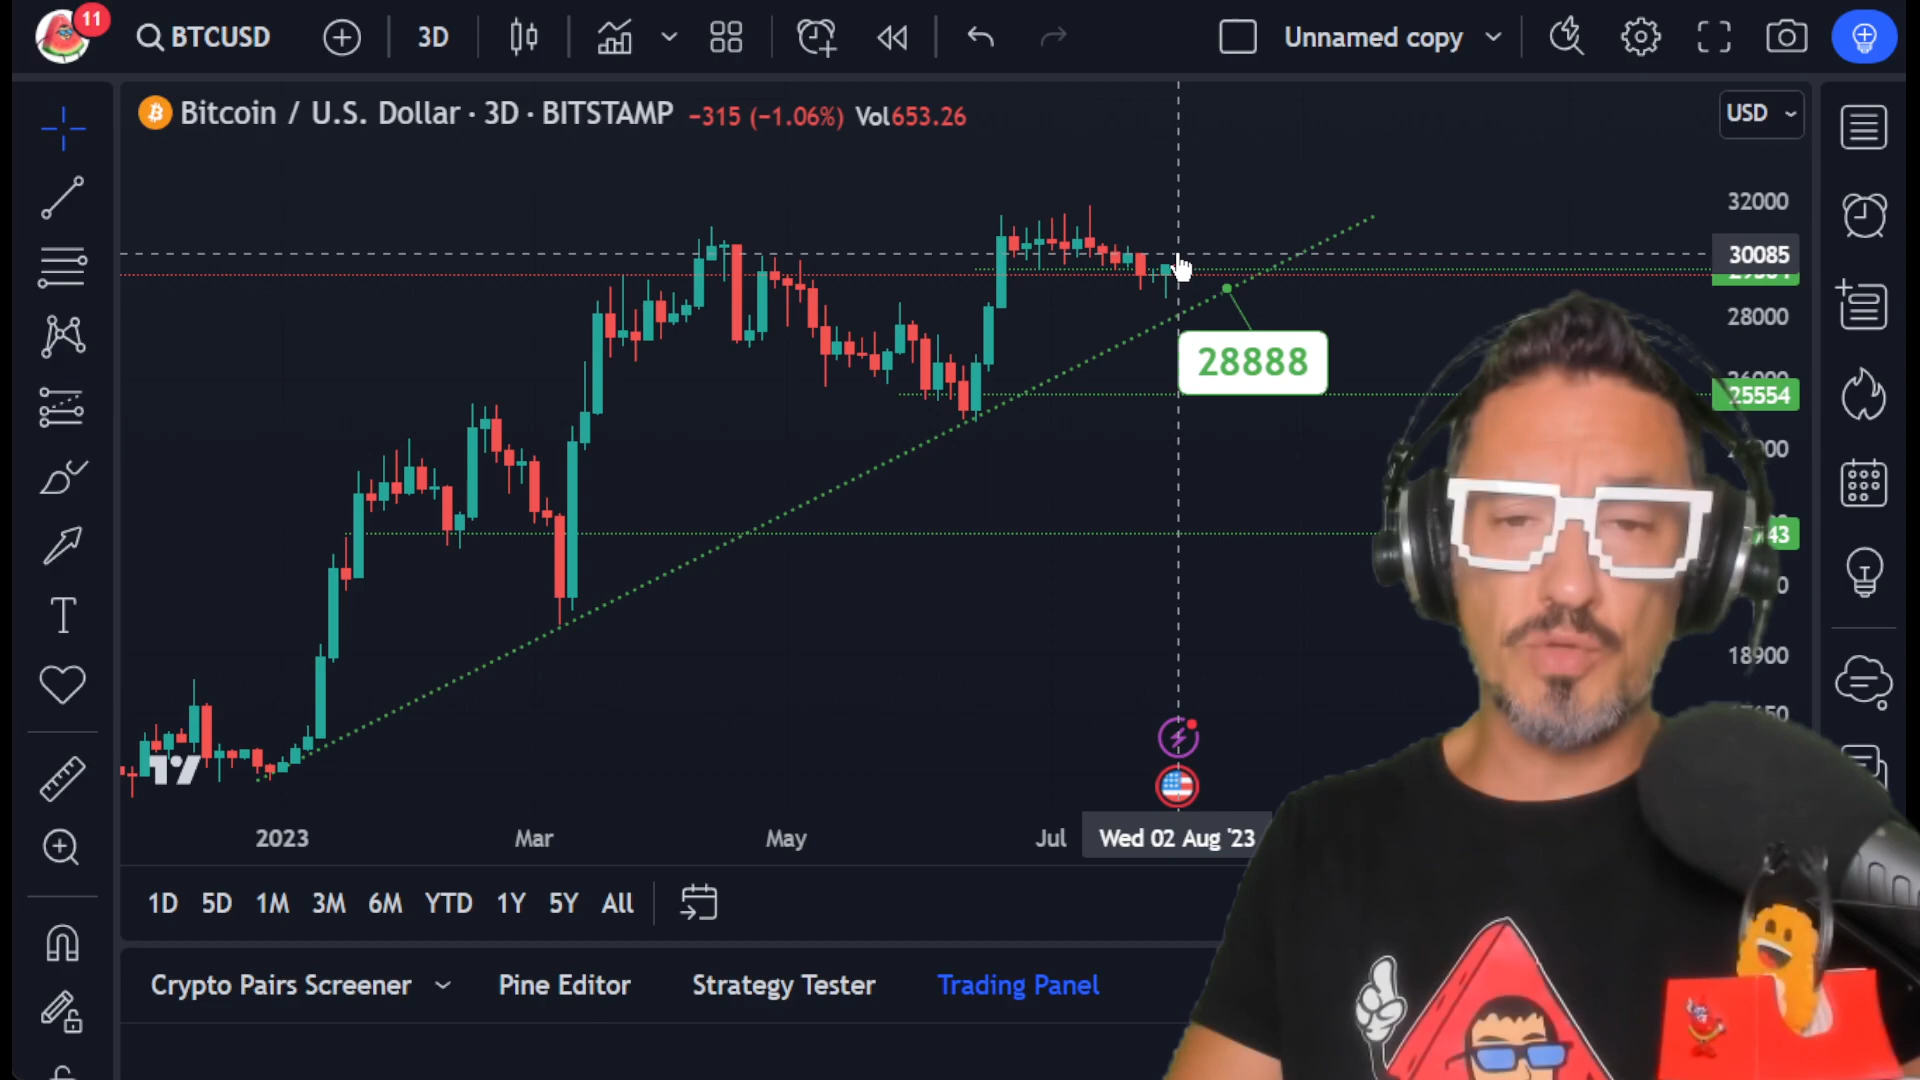 11
BTCUSD
3D
Unnamed copy
Bitcoin / U.S. Dollar · 3D · BITSTAMP −315 (−1.06%) Vol653.26
USD
32000
30085
28000
28888
25554
43
18900
2023
Mar
May
Jul
Wed 02 Aug '23
1D 5D 1M 3M 6M YTD 1Y 5Y All
Crypto Pairs Screener
Pine Editor
Strategy Tester
Trading Panel